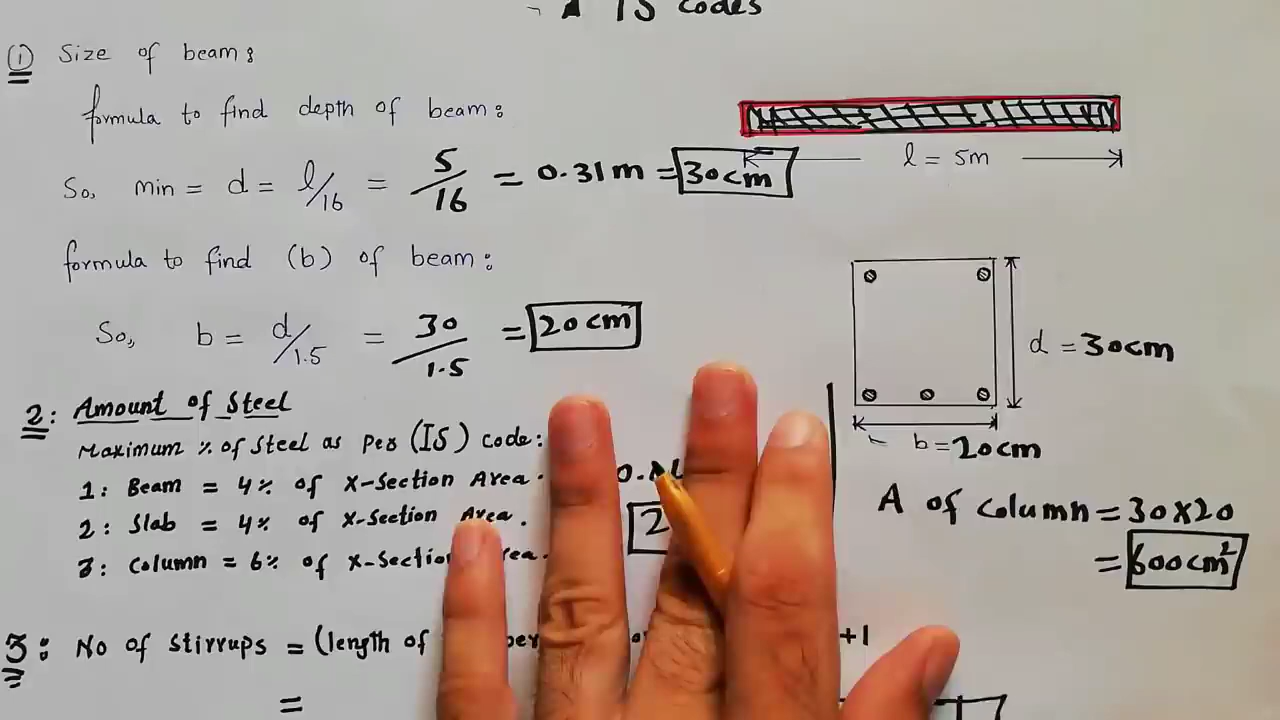 IS codes
① Size of beam:
formula to find depth of beam:
So, min = d = l/16 = 5/16 = 0.31m = 30cm
l = 5m
formula to find (b) of beam:
So, b = d/1.5 = 30/1.5 = 20cm
d = 30cm
b = 20cm
2: Amount of Steel
Maximum % of Steel as Per (IS) Code:
1: Beam = 4% of X-Section Area.
2: Slab = 4% of X-Section Area.
3: Column = 6% of X-Section Area.
A of Column = 30x20
= 600cm²
3: No of Stirrups = (length of +1
=